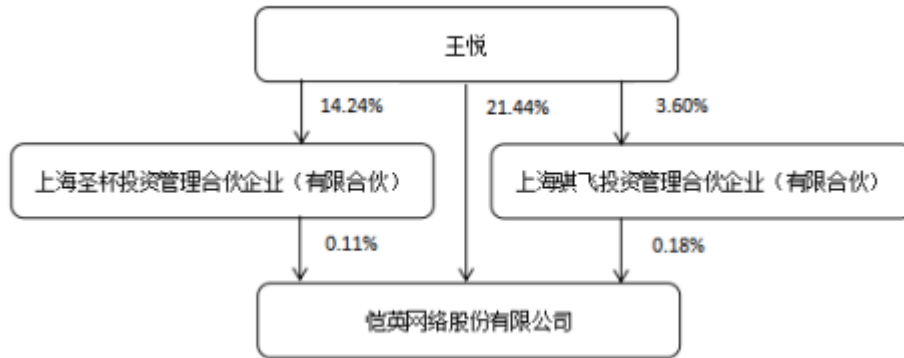 王悦
14.24%
21.44%
3.60%
上海圣杯投资管理合伙企业（有限合伙）
上海骐飞投资管理合伙企业（有限合伙）
0.11%
0.18%
恺英网络股份有限公司